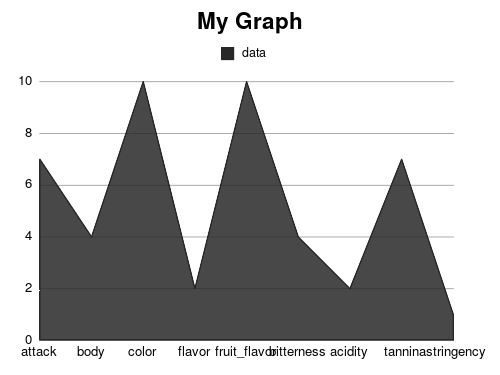 My Graph
data
10
8
6
4
2
0
attack body color flavor fruit_flavor bitterness acidity tannin astringency